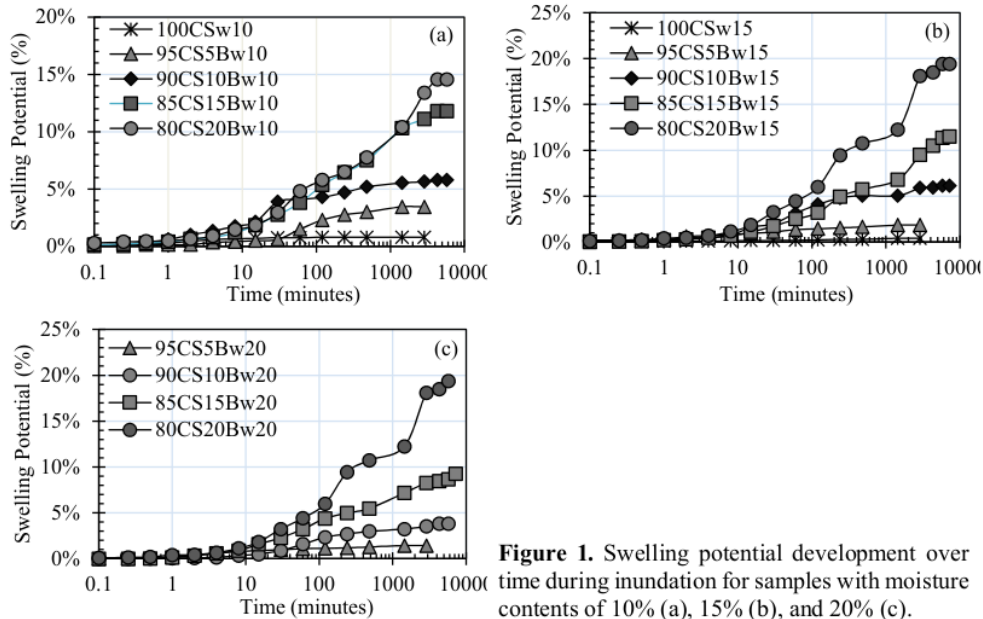 20%
15%
10%
5%
0%
Swelling Potential (%)
100CSw10
95CS5Bw10
90CS10Bw10
85CS15Bw10
80CS20Bw10
(a)
0.1 1 10 100 1000 10000
Time (minutes)
25%
20%
15%
10%
5%
0%
Swelling Potential (%)
100CSw15
95CS5Bw15
90CS10Bw15
85CS15Bw15
80CS20Bw15
(b)
0.1 1 10 100 1000 10000
Time (minutes)
25%
20%
15%
10%
5%
0%
Swelling Potential (%)
95CS5Bw20
90CS10Bw20
85CS15Bw20
80CS20Bw20
(c)
0.1 1 10 100 1000 10000
Time (minutes)
Figure 1. Swelling potential development over
time during inundation for samples with moisture
contents of 10% (a), 15% (b), and 20% (c).